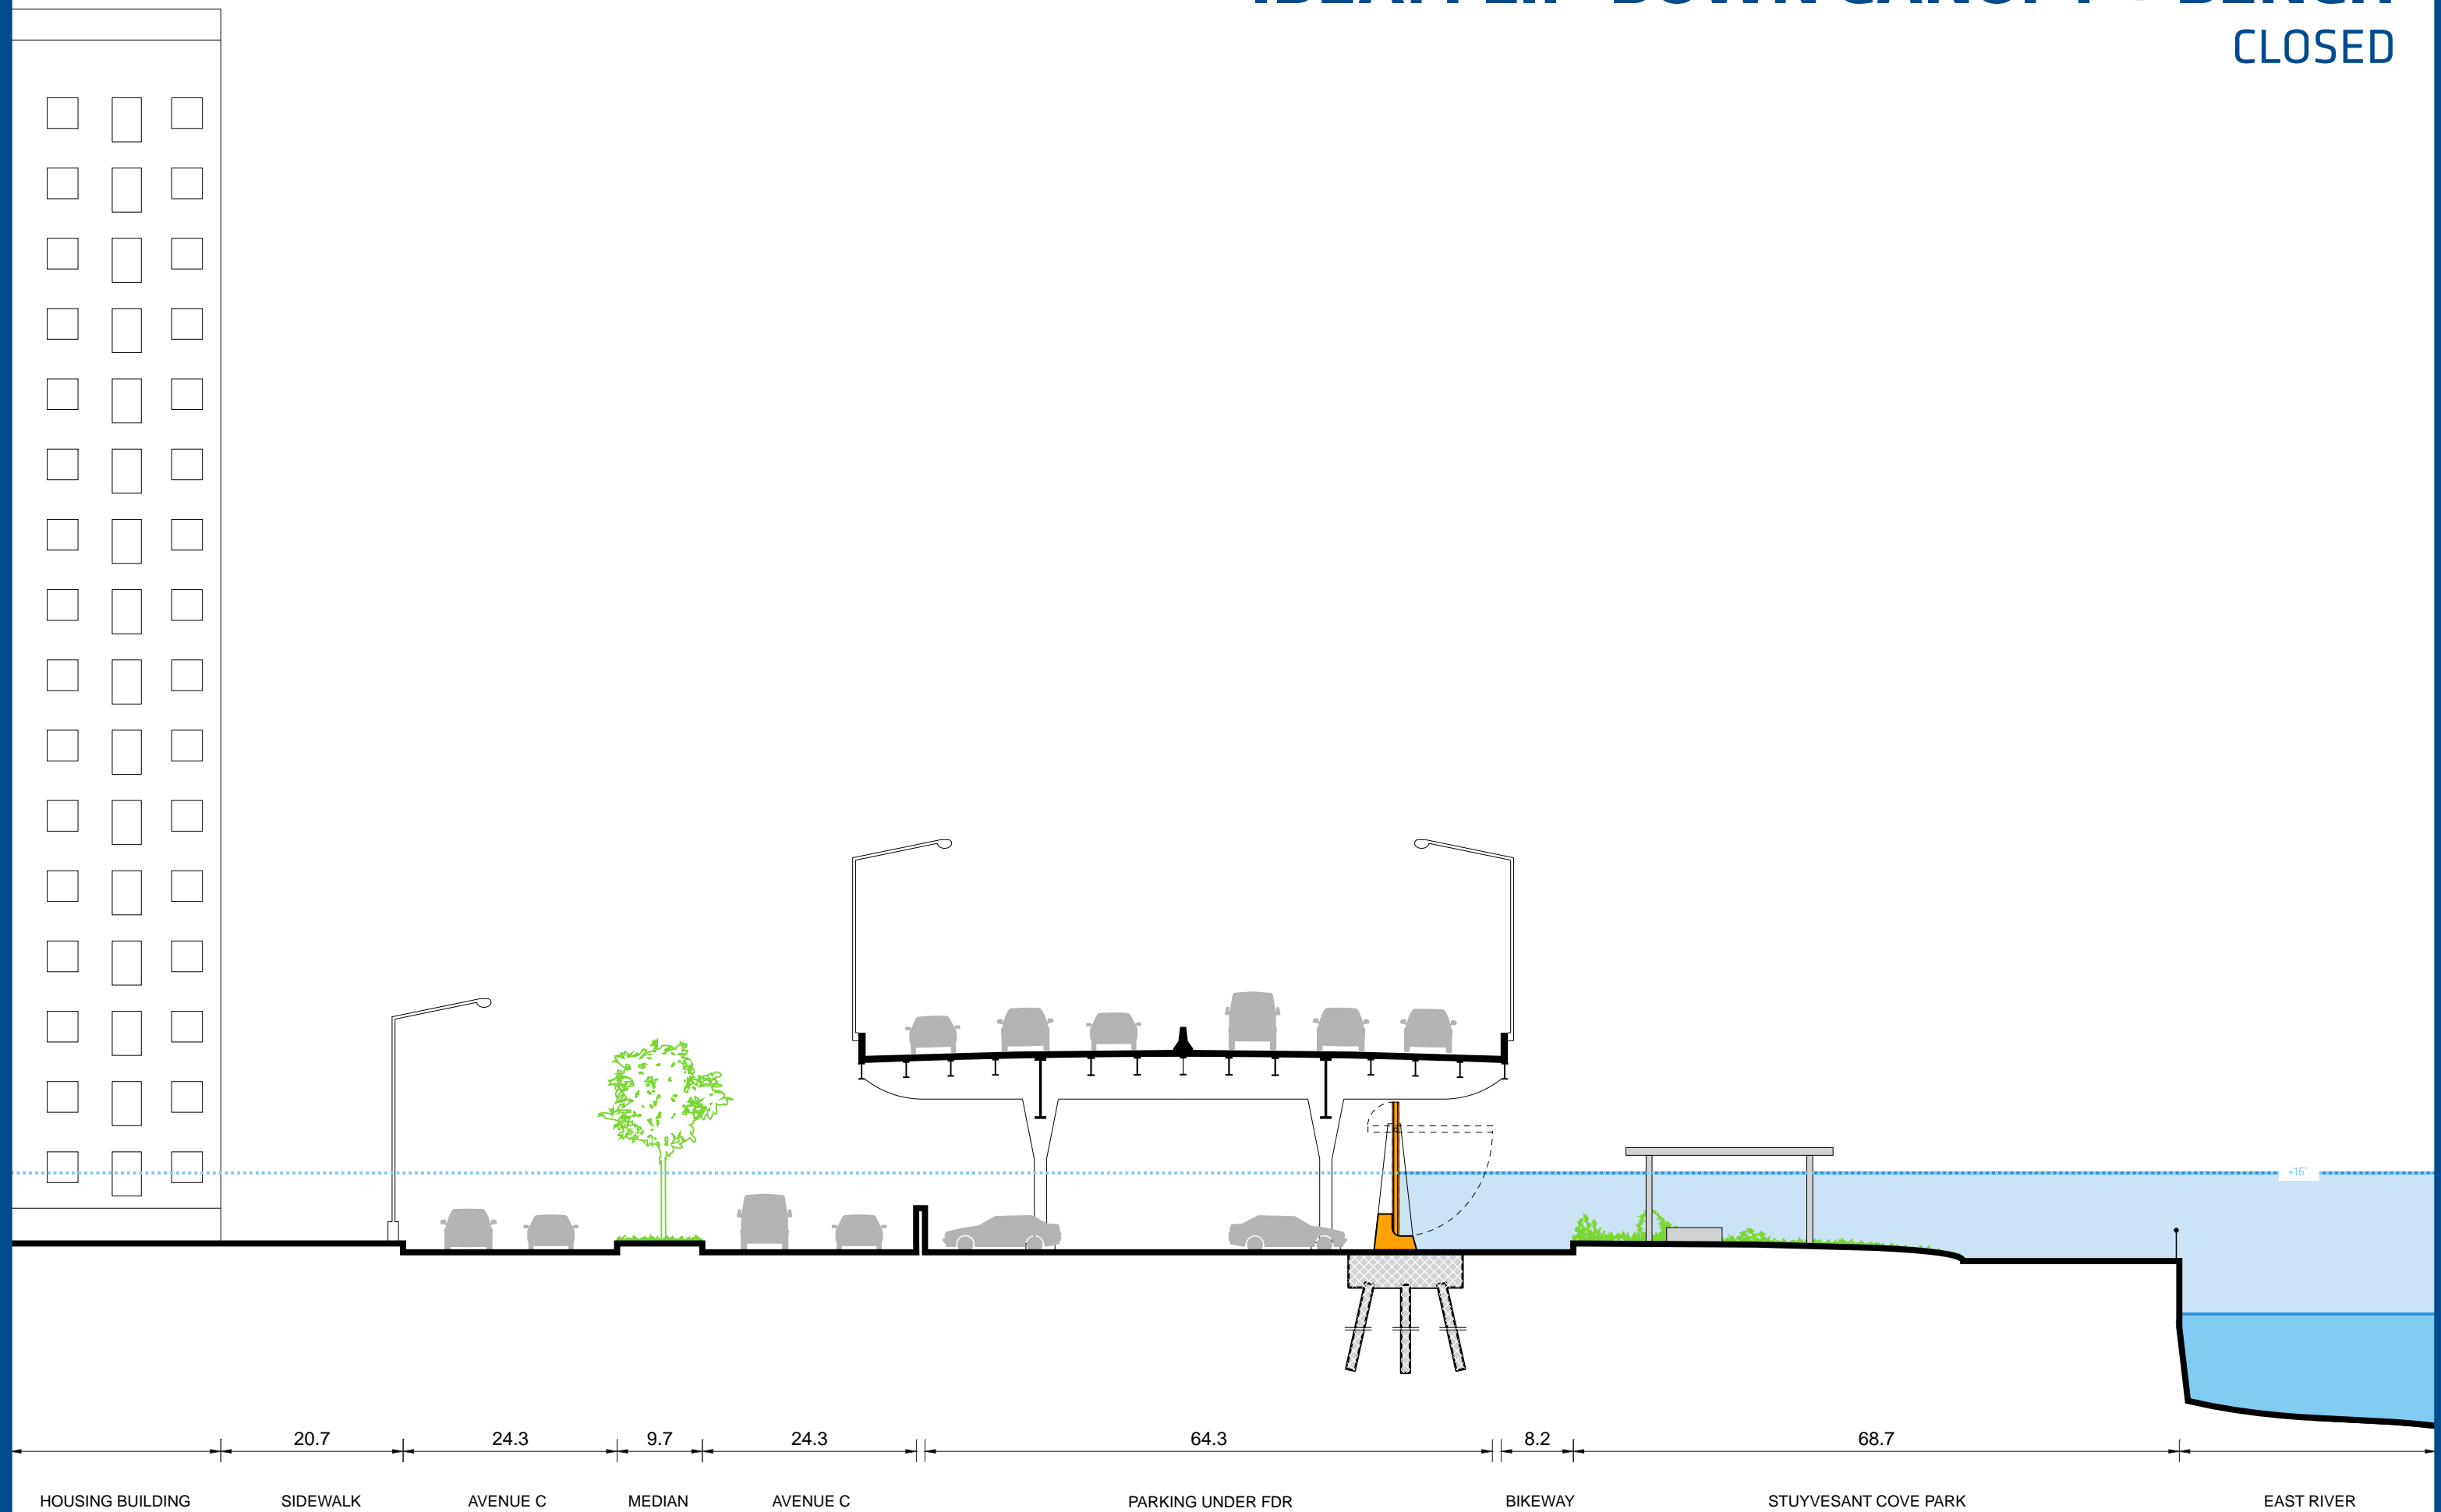 CLOSED
+16'
20.7 24.3 9.7 24.3 64.3 8.2 68.7
HOUSING BUILDING SIDEWALK AVENUE C MEDIAN AVENUE C PARKING UNDER FDR BIKEWAY STUYVESANT COVE PARK EAST RIVER